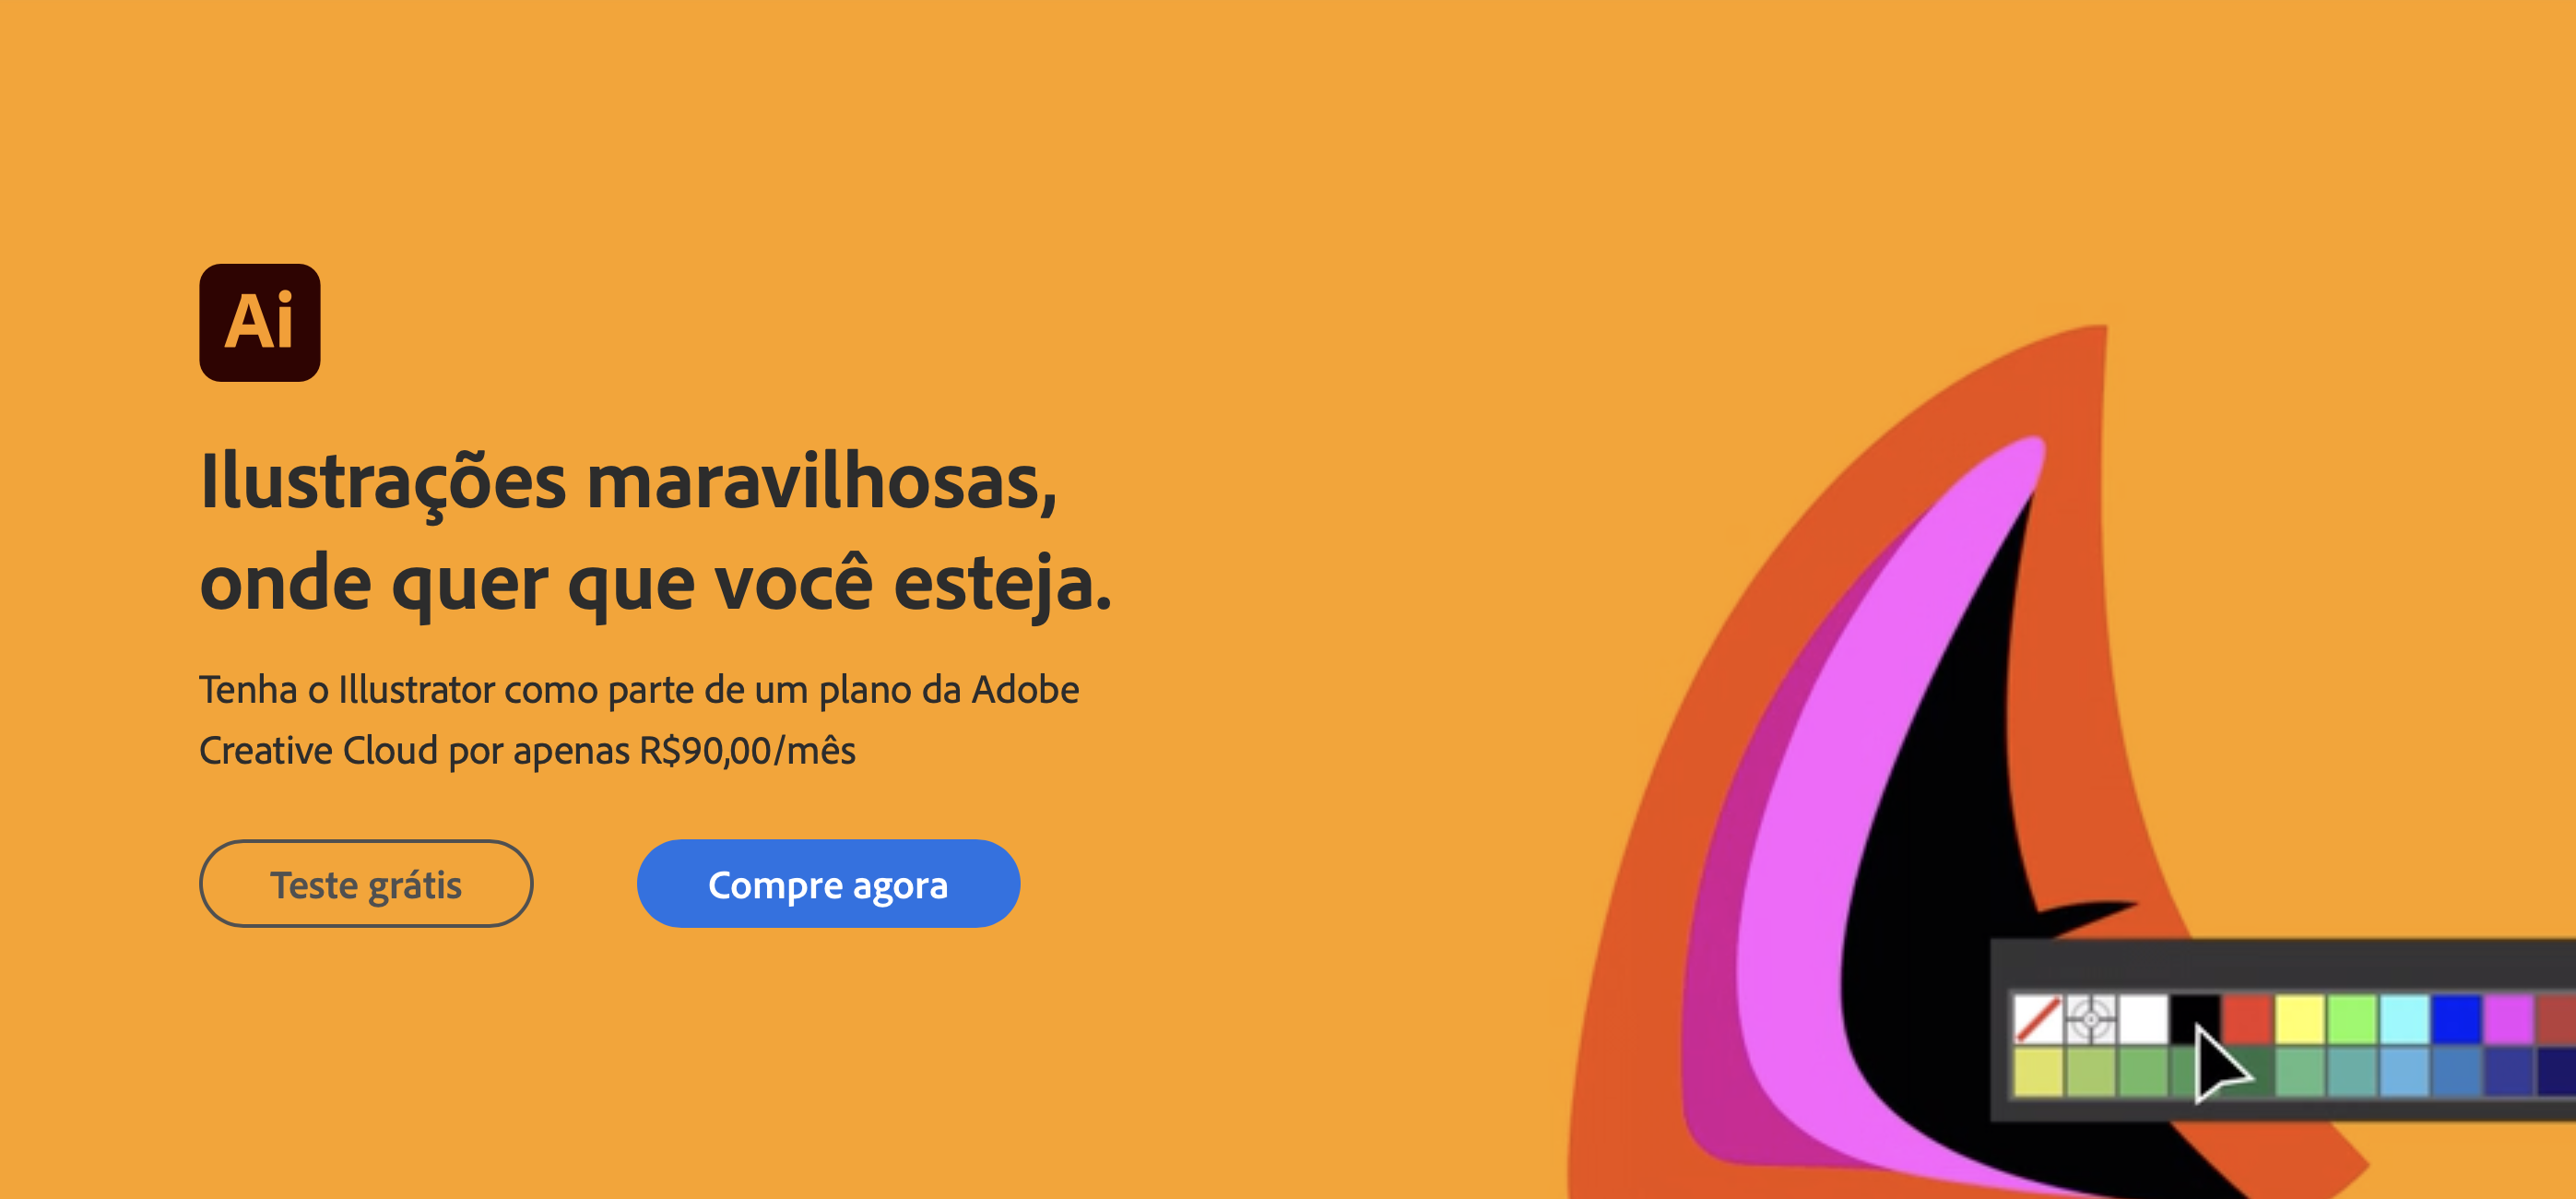 Ai
Ilustrações maravilhosas,
onde quer que você esteja.
Tenha o Illustrator como parte de um plano da Adobe
Creative Cloud por apenas R$90,00/mês
Teste grátis
Compre agora